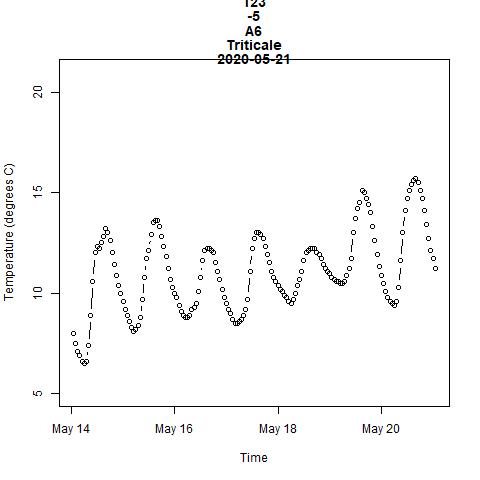 123
-5
A6
Triticale
2020-05-21
Temperature (degrees C)
20
15
10
5
May 14
May 16
May 18
May 20
Time